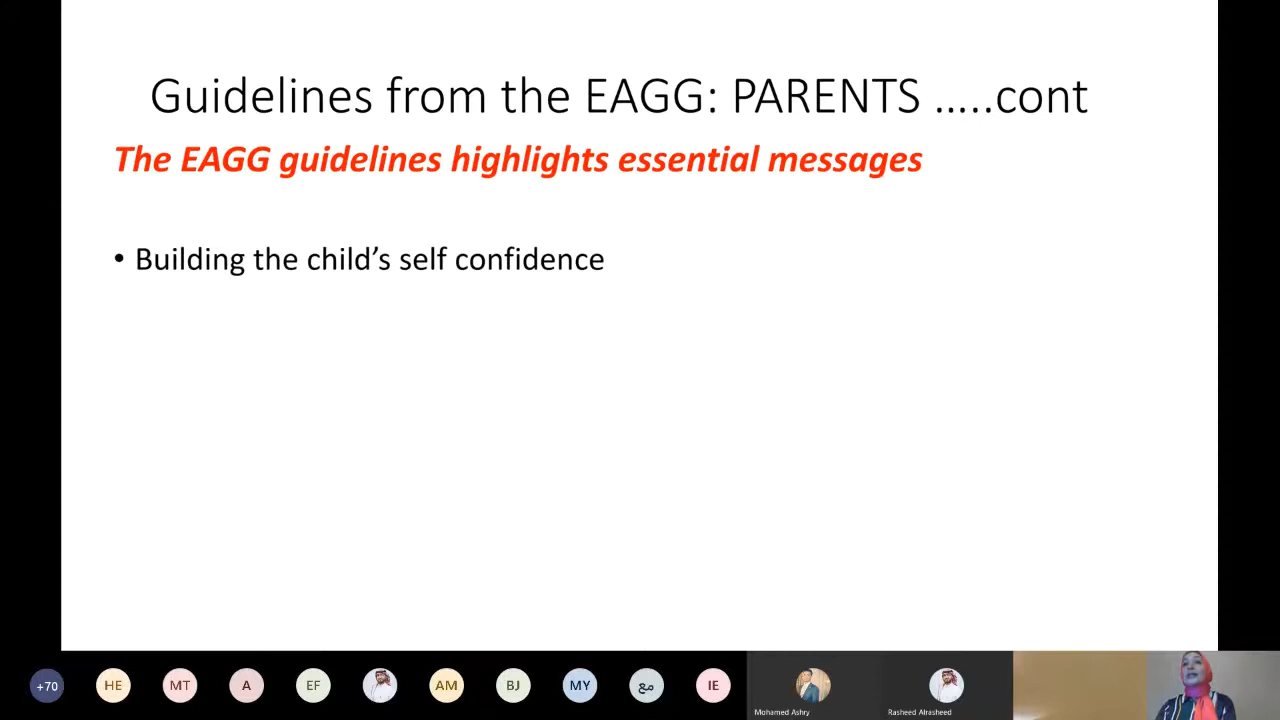 Guidelines from the EAGG: PARENTS …..cont
The EAGG guidelines highlights essential messages
• Building the child’s self confidence
+70
HE
MT
A
EF
AM
BJ
MY
مع
IE
Mohamed Ashry
Rasheed Alrasheed